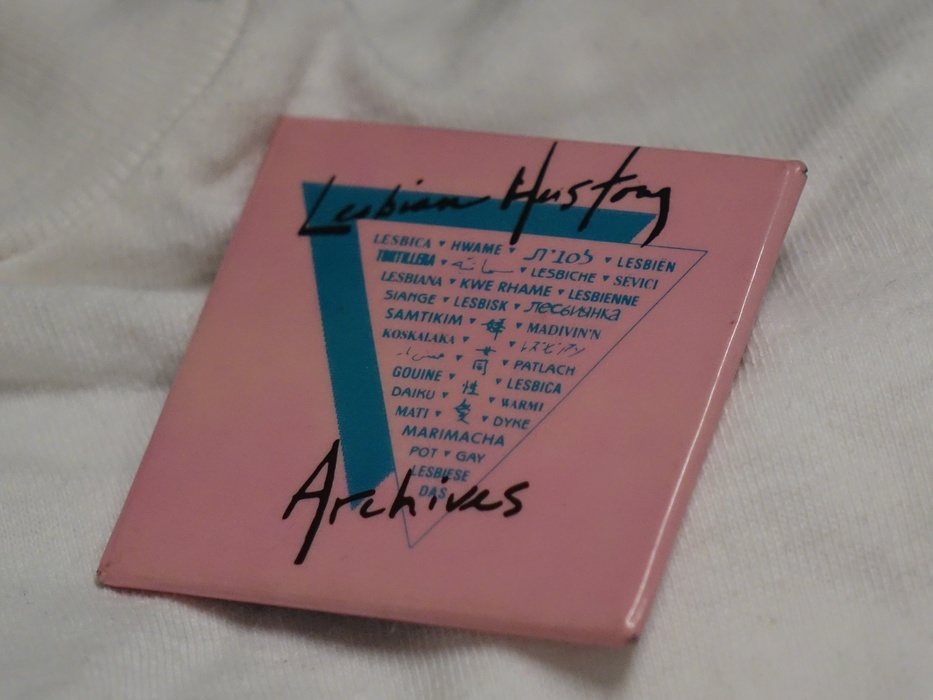 Lesbian Hustory
LESBICA ▾ HWAME ▾ לסבית ▾ LESBIEN
TORTILLERA ▾ ▾ LESBICHE ▾ SEVICI
LESBIANA ▾ KWE RHAME ▾ LESBIENNE
SIANGE ▾ LESBISK ▾ лесбиянка
SAMTIKIM ▾ ▾ MADIVIN'N
KOSKALAKA ▾ 女 ▾ レズビアン
▾ 同 ▾ PATLACH
GOUINE ▾ 性 ▾ LESBICA
DAIKU ▾ ▾ WARMI
MATI ▾ 愛 ▾ DYKE
MARIMACHA
POT ▾ GAY
LESBIESE
DAS
Archives